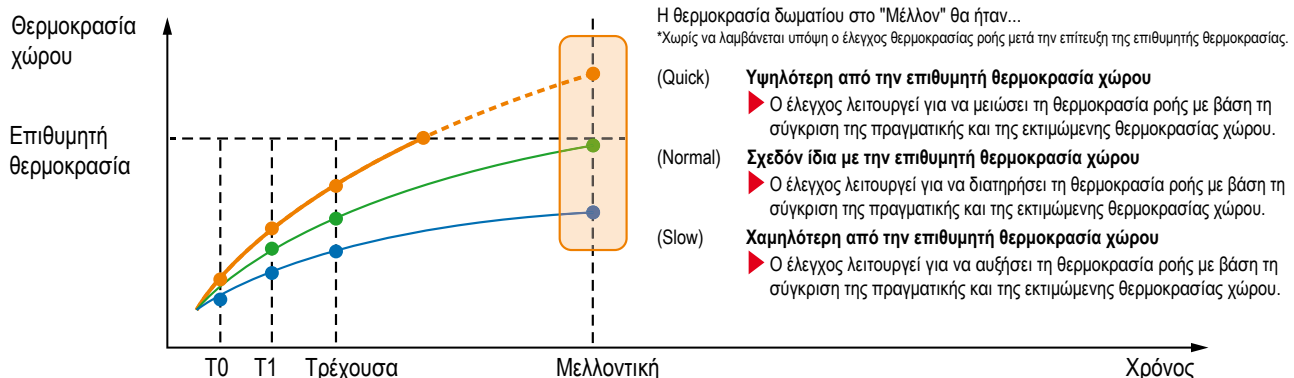 Θερμοκρασία
χώρου
Επιθυμητή
θερμοκρασία
T0 T1 Τρέχουσα Μελλοντική Χρόνος
Η θερμοκρασία δωματίου στο "Μέλλον" θα ήταν...
*Χωρίς να λαμβάνεται υπόψη ο έλεγχος θερμοκρασίας ροής μετά την επίτευξη της επιθυμητής θερμοκρασίας.
(Quick) Υψηλότερη από την επιθυμητή θερμοκρασία χώρου
Ο έλεγχος λειτουργεί για να μειώσει τη θερμοκρασία ροής με βάση τη
σύγκριση της πραγματικής και της εκτιμώμενης θερμοκρασίας χώρου.
(Normal) Σχεδόν ίδια με την επιθυμητή θερμοκρασία χώρου
Ο έλεγχος λειτουργεί για να διατηρήσει τη θερμοκρασία ροής με βάση τη
σύγκριση της πραγματικής και της εκτιμώμενης θερμοκρασίας χώρου.
(Slow) Χαμηλότερη από την επιθυμητή θερμοκρασία χώρου
Ο έλεγχος λειτουργεί για να αυξήσει τη θερμοκρασία ροής με βάση τη
σύγκριση της πραγματικής και της εκτιμώμενης θερμοκρασίας χώρου.